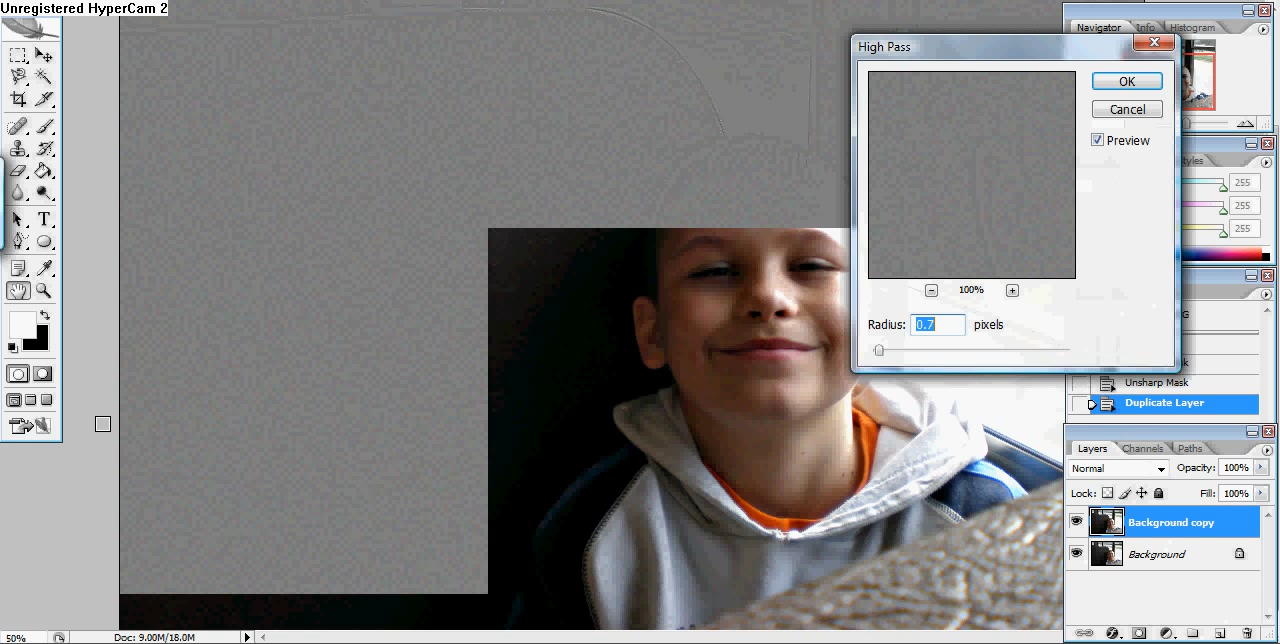 Unregistered HyperCam 2
Navigator Info Histogram
High Pass
OK
Cancel
Preview
100%
Radius: 0.7 pixels
tyles
255
255
255
G
k
Unsharp Mask
Duplicate Layer
Layers Channels Paths
Normal Opacity: 100%
Lock: Fill: 100%
Background copy
Background
T
50% Doc: 9.00M/18.0M